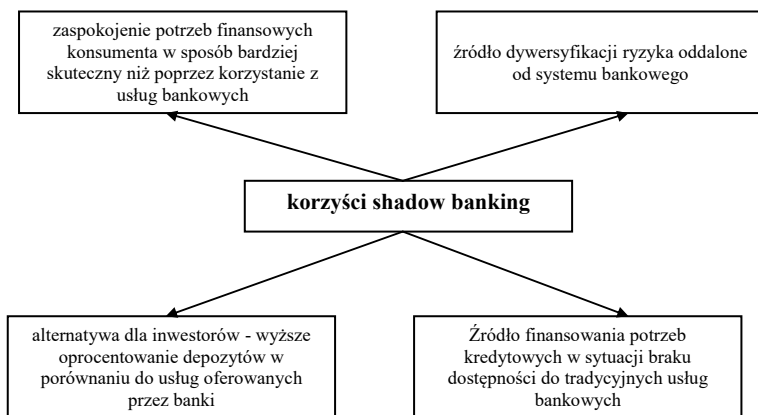 zaspokojenie potrzeb finansowych
konsumenta w sposób bardziej
skuteczny niż poprzez korzystanie z
usług bankowych
źródło dywersyfikacji ryzyka oddalone
od systemu bankowego
korzyści shadow banking
alternatywa dla inwestorów - wyższe
oprocentowanie depozytów w
porównaniu do usług oferowanych
przez banki
Źródło finansowania potrzeb
kredytowych w sytuacji braku
dostępności do tradycyjnych usług
bankowych